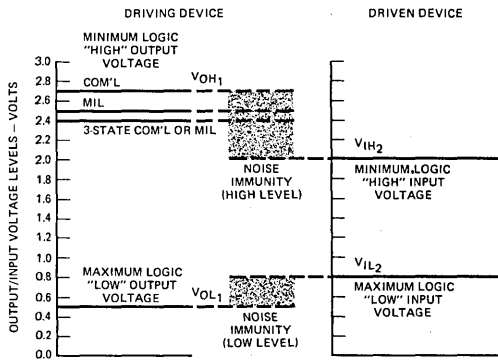 DRIVING DEVICE
DRIVEN DEVICE
OUTPUT/INPUT VOLTAGE LEVELS – VOLTS
3.0
2.8
2.6
2.4
2.2
2.0
1.8
1.6
1.4
1.2
1.0
0.8
0.6
0.4
0.2
0.0
MINIMUM LOGIC
"HIGH" OUTPUT
VOLTAGE
COM'L
VOH1
MIL
3-STATE COM'L OR MIL
NOISE
IMMUNITY
(HIGH LEVEL)
VIH2
MINIMUM LOGIC
"HIGH" INPUT
VOLTAGE
MAXIMUM LOGIC
"LOW" OUTPUT
VOLTAGE
VOL1
NOISE
IMMUNITY
(LOW LEVEL)
VIL2
MAXIMUM LOGIC
"LOW" INPUT
VOLTAGE